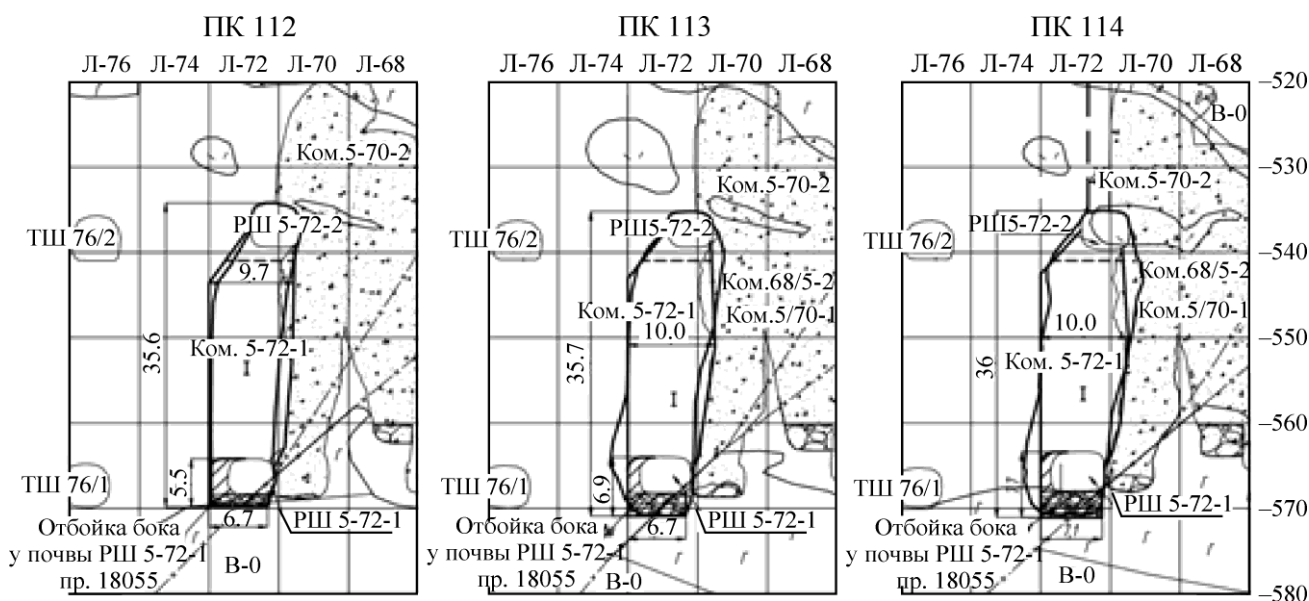 ПК 112
Л-76 Л-74 Л-72 Л-70 Л-68
Ком.5-70-2
РШ 5-72-2
ТШ 76/2
9.7
35.6
Ком. 5-72-1
I
ТШ 76/1
5.5
6.7
РШ 5-72-1
Отбойка бока
у почвы РШ 5-72-1
пр. 18055
В-0
ПК 113
Л-76 Л-74 Л-72 Л-70 Л-68
Ком.5-70-2
РШ5-72-2
ТШ 76/2
Ком.68/5-2
Ком. 5-72-1
Ком.5/70-1
10.0
35.7
I
ТШ 76/1
6.9
6.7
РШ 5-72-1
Отбойка бока
у почвы РШ 5-72-1
пр. 18055
В-0
ПК 114
Л-76 Л-74 Л-72 Л-70 Л-68
В-0
Ком.5-70-2
РШ5-72-2
ТШ 76/2
Ком.68/5-2
Ком.5/70-1
10.0
36
Ком. 5-72-1
I
ТШ 76/1
РШ 5-72-1
Отбойка бока
у почвы РШ 5-72-1
пр. 18055
В-0
–520
–530
–540
–550
–560
–570
–580